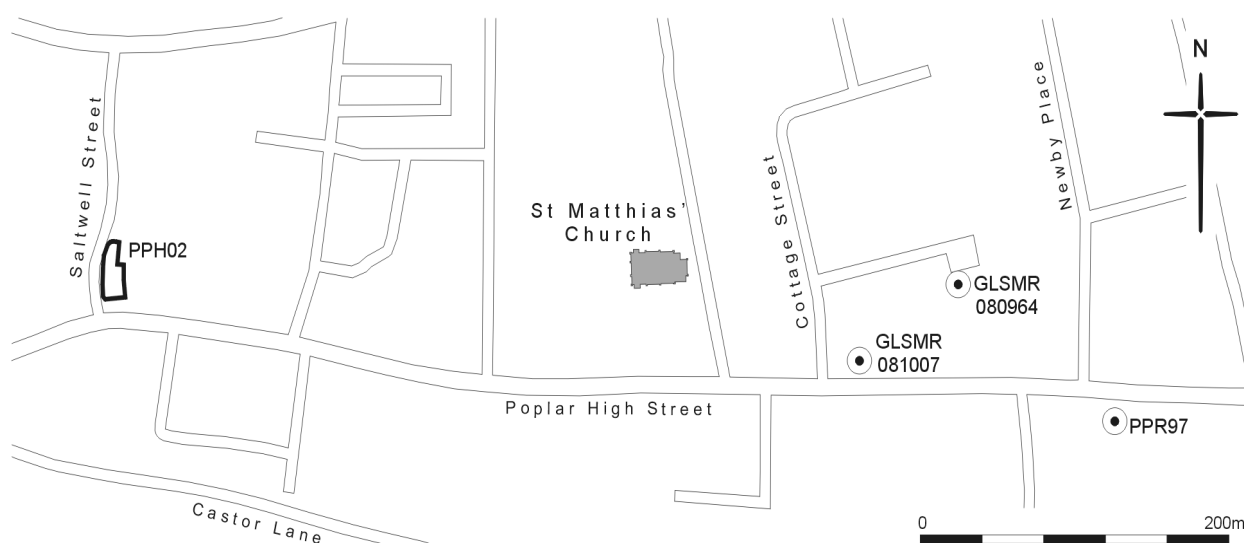 N
Saltwell Street
PPH02
St Matthias'
Church
Cottage Street
Newby Place
GLSMR
080964
GLSMR
081007
Poplar High Street
PPR97
Castor Lane
0
200m